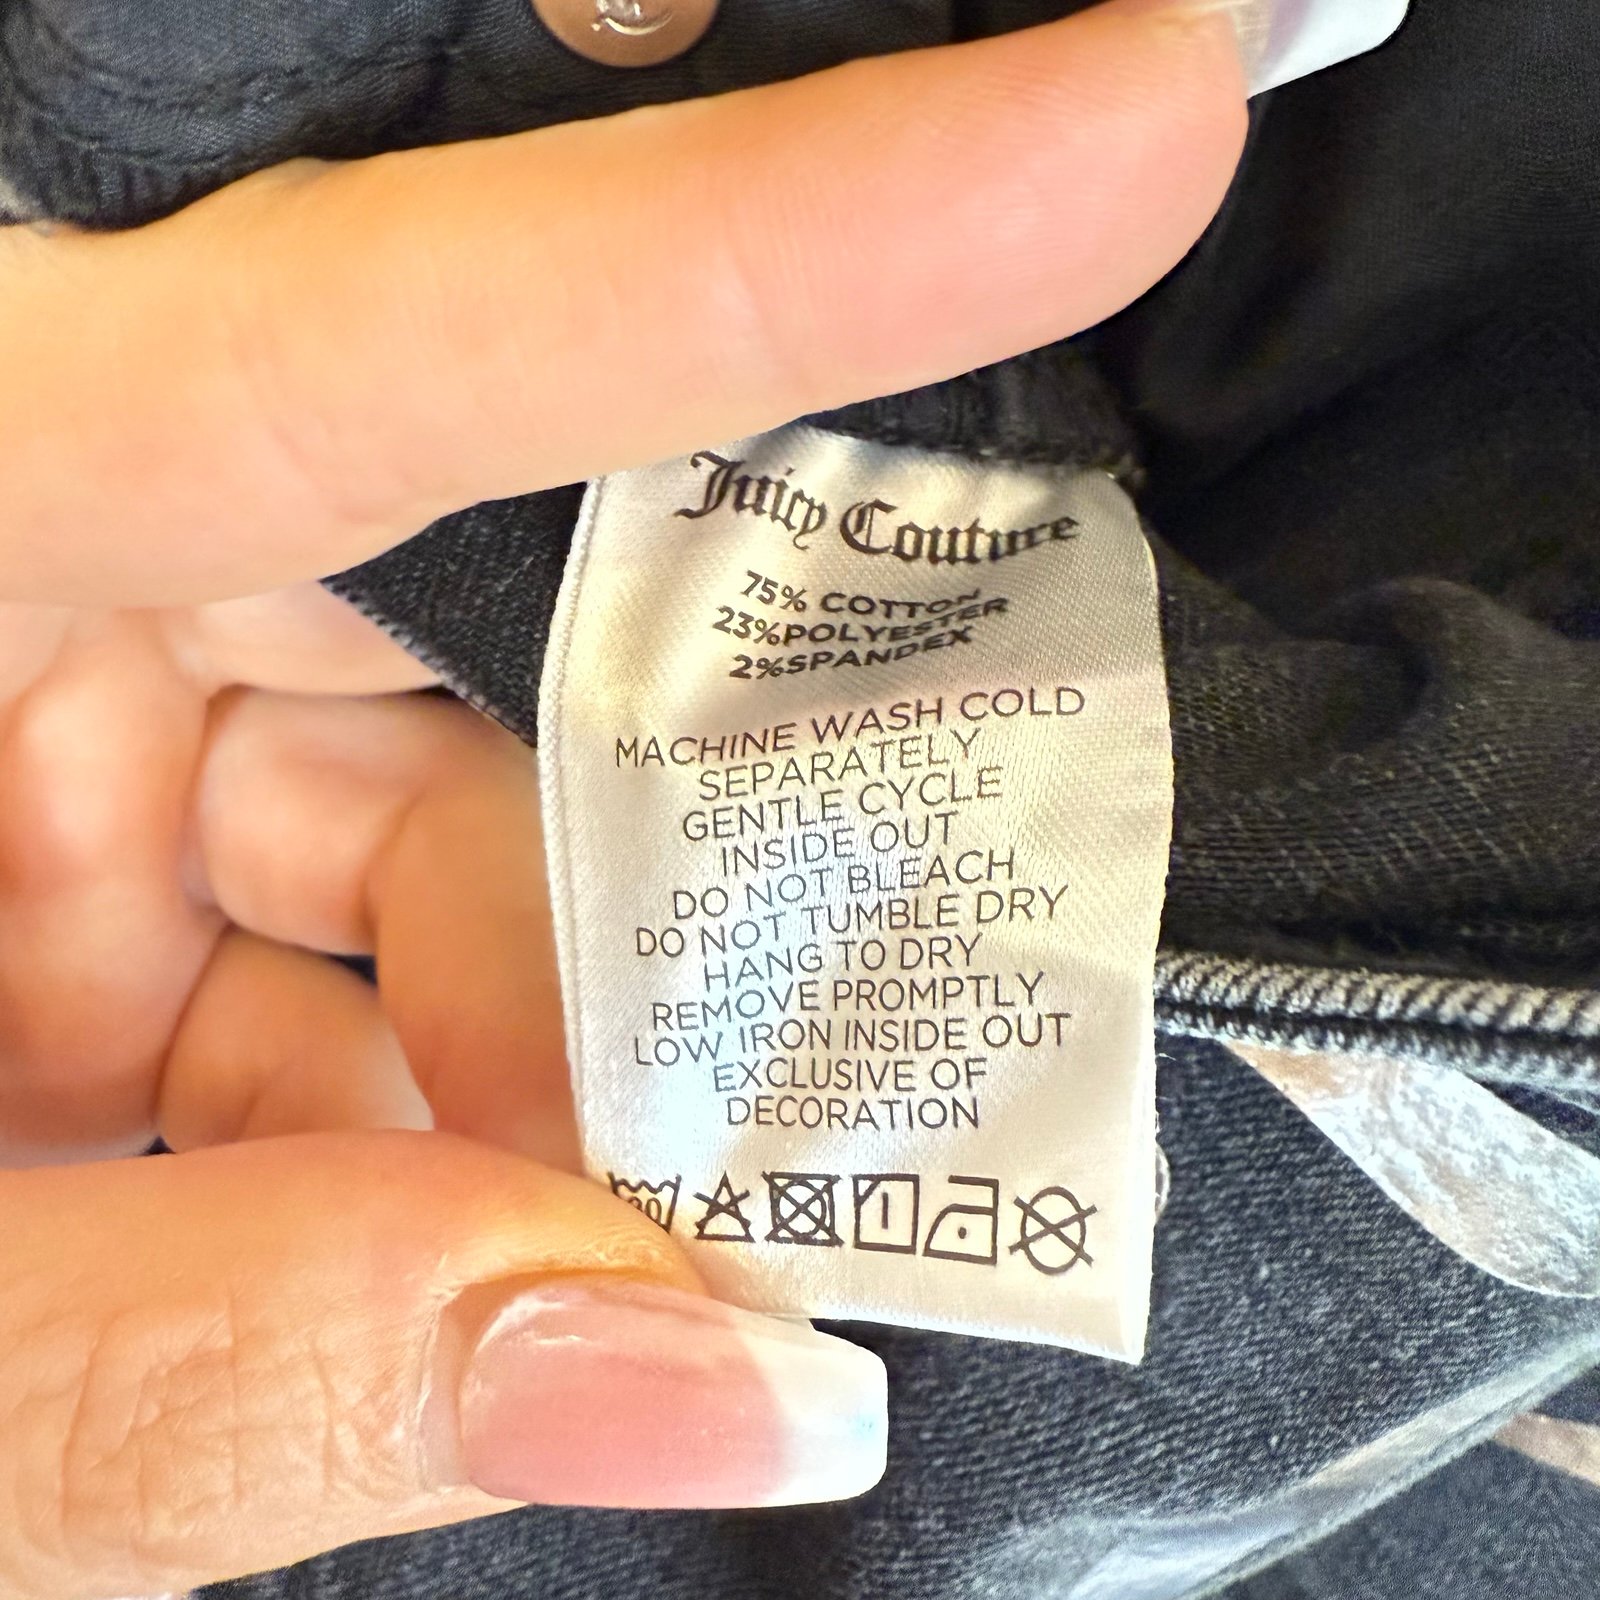 Juicy Couture
75% COTTON
23%POLYESTER
2%SPANDEX
MACHINE WASH COLD
SEPARATELY
GENTLE CYCLE
INSIDE OUT
DO NOT BLEACH
DO NOT TUMBLE DRY
HANG TO DRY
REMOVE PROMPTLY
LOW IRON INSIDE OUT
EXCLUSIVE OF
DECORATION
30